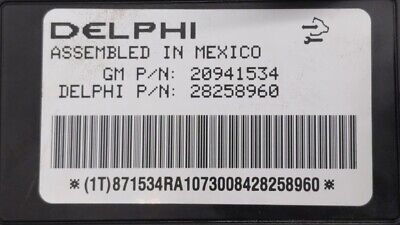 DELPHI
ASSEMBLED IN MEXICO
GM P/N: 20941534
DELPHI P/N: 28258960
※ (1T)871534RA1073008428258960 ※